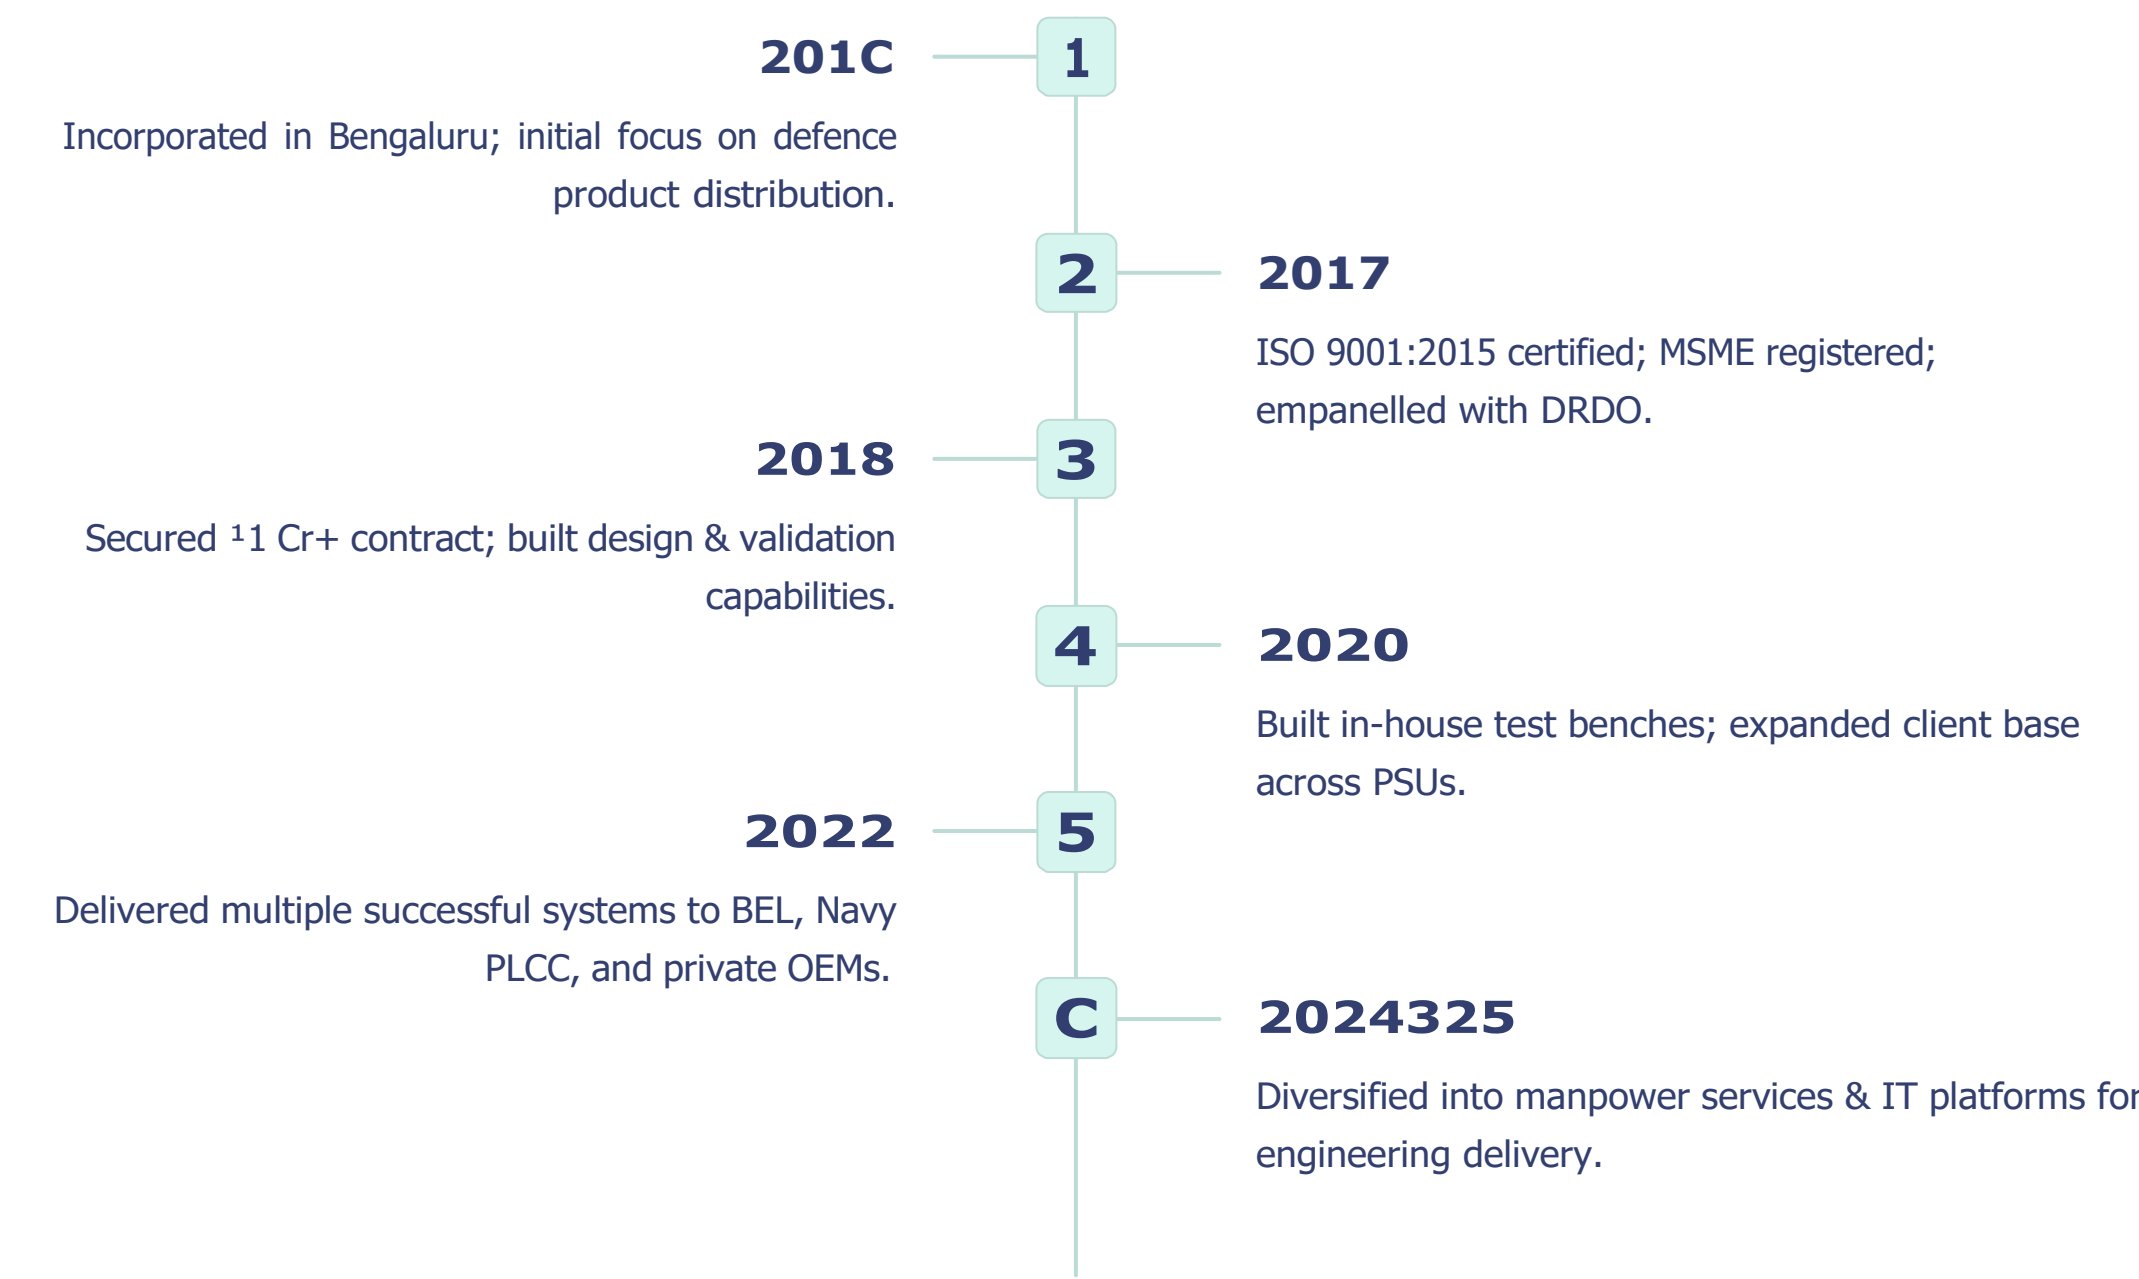 1
201C
Incorporated in Bengaluru; initial focus on defence
product distribution.
2
2017
ISO 9001:2015 certified; MSME registered;
empanelled with DRDO.
3
2018
Secured ¹1 Cr+ contract; built design & validation
capabilities.
4
2020
Built in-house test benches; expanded client base
across PSUs.
5
2022
Delivered multiple successful systems to BEL, Navy
PLCC, and private OEMs.
C
2024325
Diversified into manpower services & IT platforms for
engineering delivery.